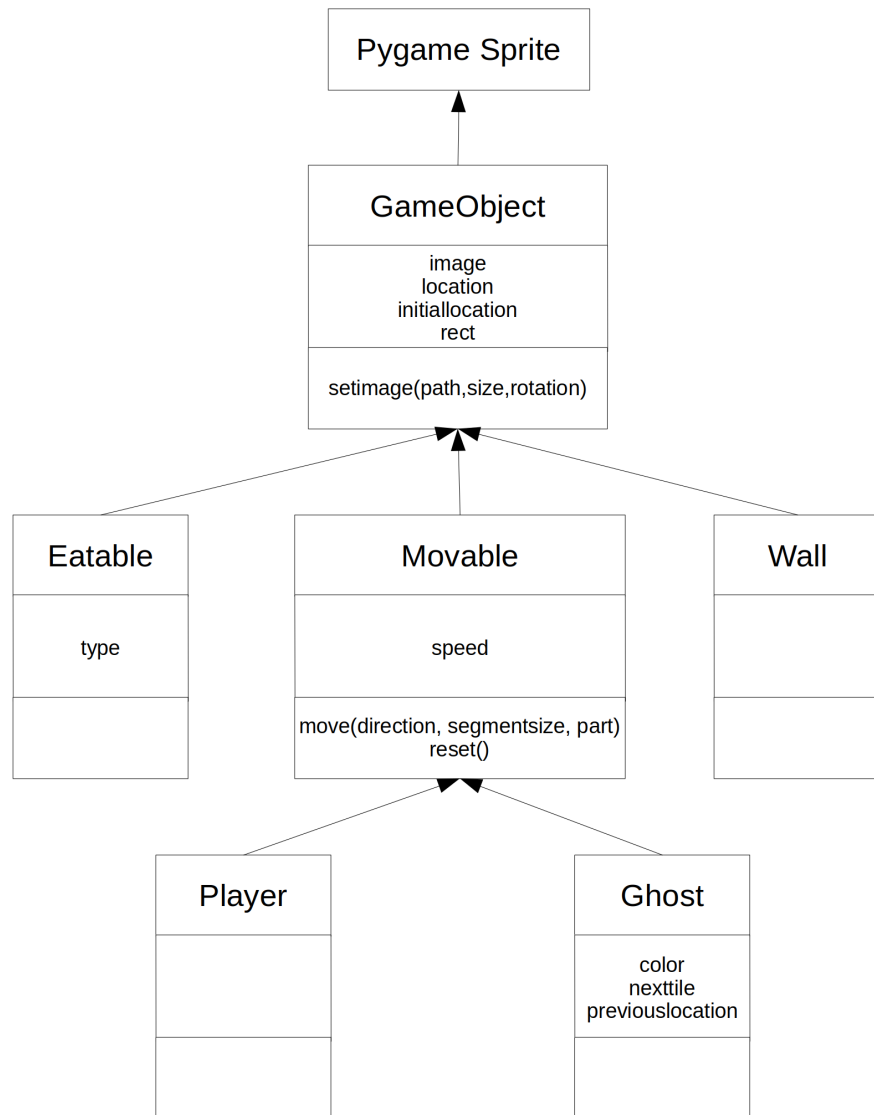 Pygame Sprite
GameObject
image
location
initiallocation
rect
setimage(path,size,rotation)
Eatable
type
Movable
speed
move(direction, segmentsize, part)
reset()
Wall
Player
Ghost
color
nexttile
previouslocation